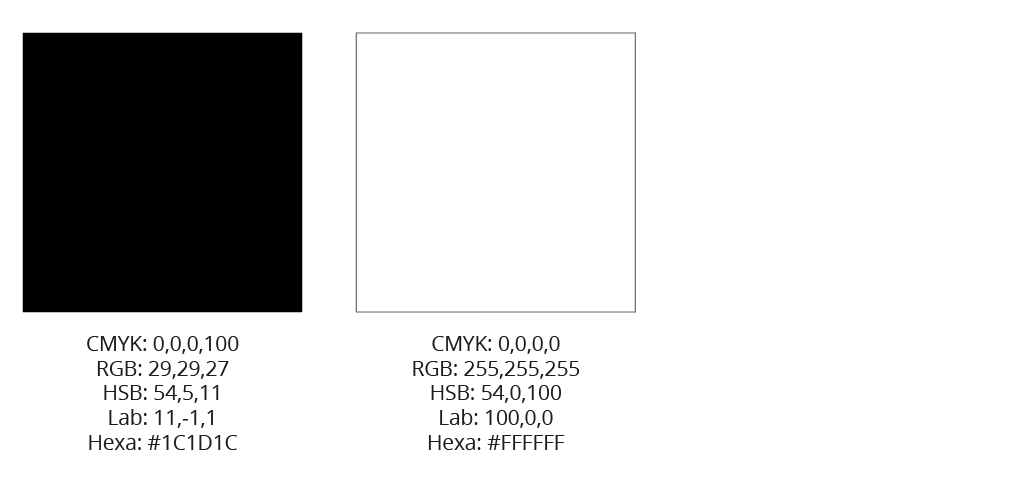 CMYK: 0,0,0,100
RGB: 29,29,27
HSB: 54,5,11
Lab: 11,-1,1
Hexa: #1C1D1C
CMYK: 0,0,0,0
RGB: 255,255,255
HSB: 54,0,100
Lab: 100,0,0
Hexa: #FFFFFF